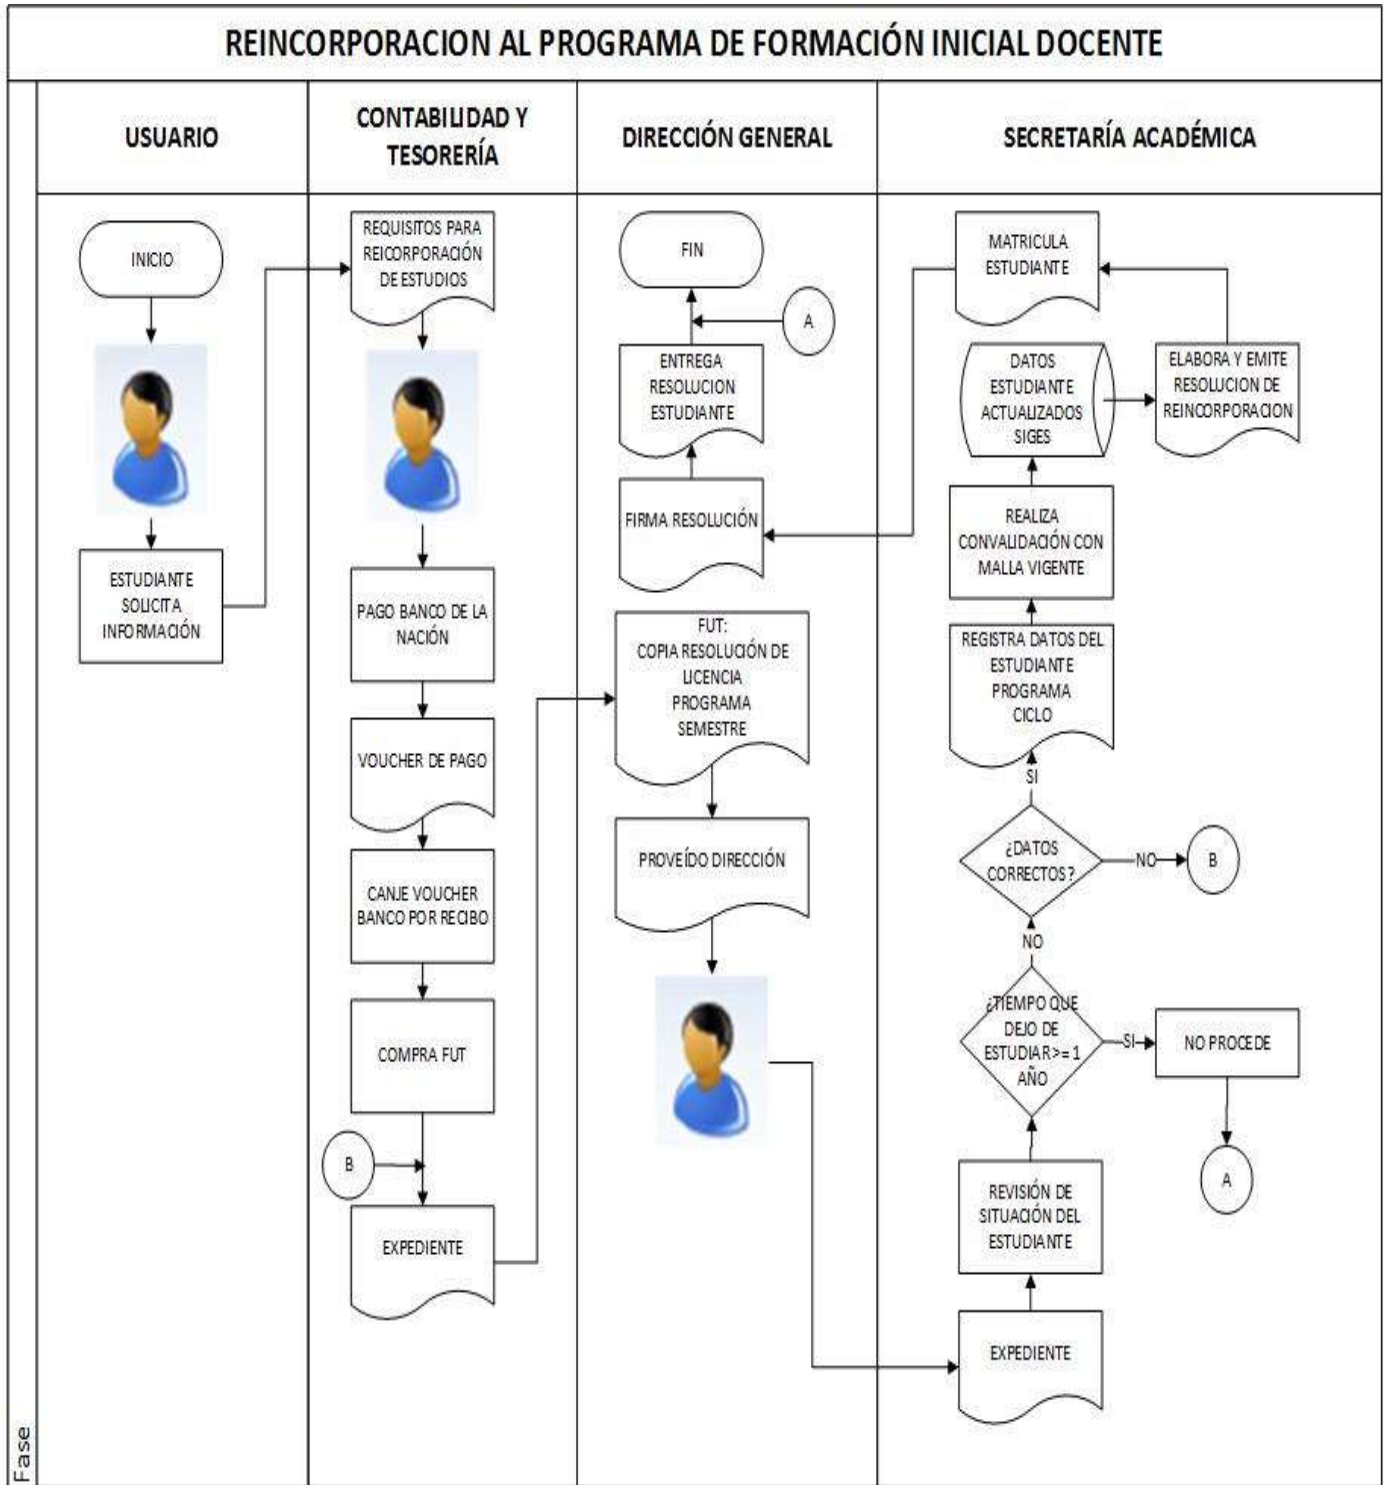 REINCORPORACION AL PROGRAMA DE FORMACIÓN INICIAL DOCENTE
Fase
USUARIO
INICIO
ESTUDIANTE
SOLICITA
INFORMACIÓN
CONTABILIDAD Y
TESORERÍA
REQUISITOS PARA
REICORPORACIÓN
DE ESTUDIOS
PAGO BANCO DE LA
NACIÓN
VOUCHER DE PAGO
CANJE VOUCHER
BANCO POR RECIBO
COMPRA FUT
B
EXPEDIENTE
DIRECCIÓN GENERAL
FIN
A
ENTREGA
RESOLUCION
ESTUDIANTE
FIRMA RESOLUCIÓN
FUT:
COPIA RESOLUCIÓN DE
LICENCIA
PROGRAMA
SEMESTRE
PROVEÍDO DIRECCIÓN
SECRETARÍA ACADÉMICA
MATRICULA
ESTUDIANTE
DATOS
ESTUDIANTE
ACTUALIZADOS
SIGES
ELABORA Y EMITE
RESOLUCION DE
REINCORPORACION
REALIZA
CONVALIDACIÓN CON
MALLA VIGENTE
REGISTRA DATOS DEL
ESTUDIANTE
PROGRAMA
CICLO
SI
¿DATOS
CORRECTOS?
NO
B
NO
¿TIEMPO QUE
DEJO DE
ESTUDIAR>= 1
AÑO
SI
NO PROCEDE
A
REVISIÓN DE
SITUACIÓN DEL
ESTUDIANTE
EXPEDIENTE